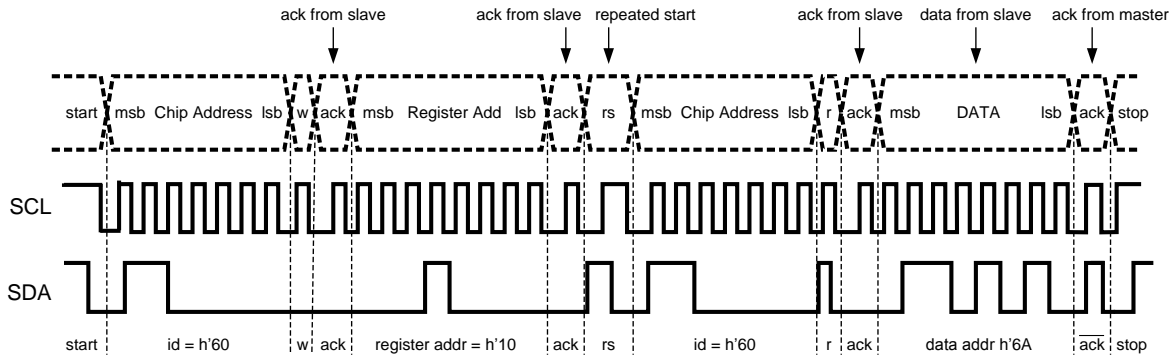 ack from slave ack from slave repeated start ack from slave data from slave ack from master
start msb Chip Address lsb w ack msb Register Add lsb ack rs msb Chip Address lsb r ack msb DATA lsb ack stop
SCL
SDA
start id = h'60 w ack register addr = h'10 ack rs id = h'60 r ack data addr h'6A ack stop